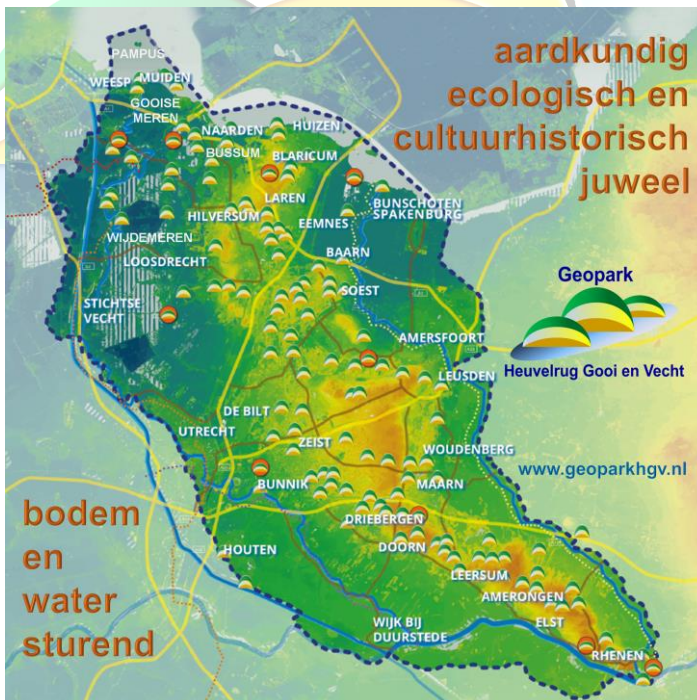 aardkundig
ecologisch en
cultuurhistorisch
juweel
PAMPUS
WEESP
MUIDEN
GOOISE
MEREN
NAARDEN
HUIZEN
BUSSUM
BLARICUM
LAREN
BUNSCHOTEN
SPAKENBURG
HILVERSUM
EEMNES
WIJDEMEREN
BAARN
LOOSDRECHT
SOEST
STICHTSE
VECHT
AMERSFOORT
LEUSDEN
Geopark
Heuvelrug Gooi en Vecht
DE BILT
UTRECHT
ZEIST
WOUDENBERG
www.geoparkhgv.nl
BUNNIK
MAARN
DRIEBERGEN
DOORN
HOUTEN
LEERSUM
AMERONGEN
ELST
WIJK BIJ
DUURSTEDE
RHENEN
bodem
en
water
sturend